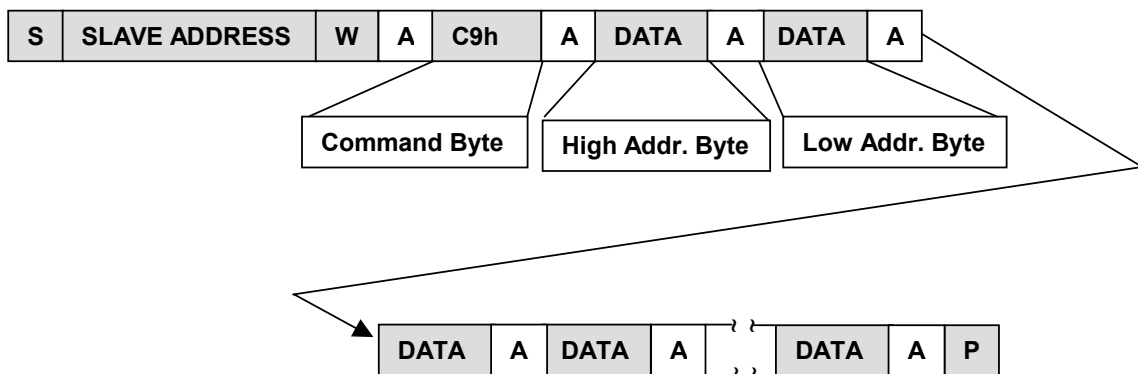 S SLAVE ADDRESS W A C9h A DATA A DATA A
Command Byte High Addr. Byte Low Addr. Byte
DATA A DATA A DATA A P